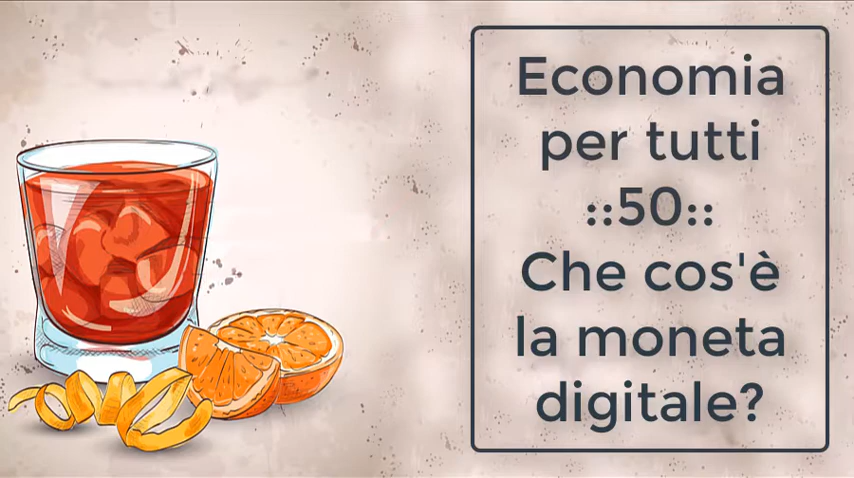 Economia
per tutti
::50::
Che cos'è
la moneta
digitale?